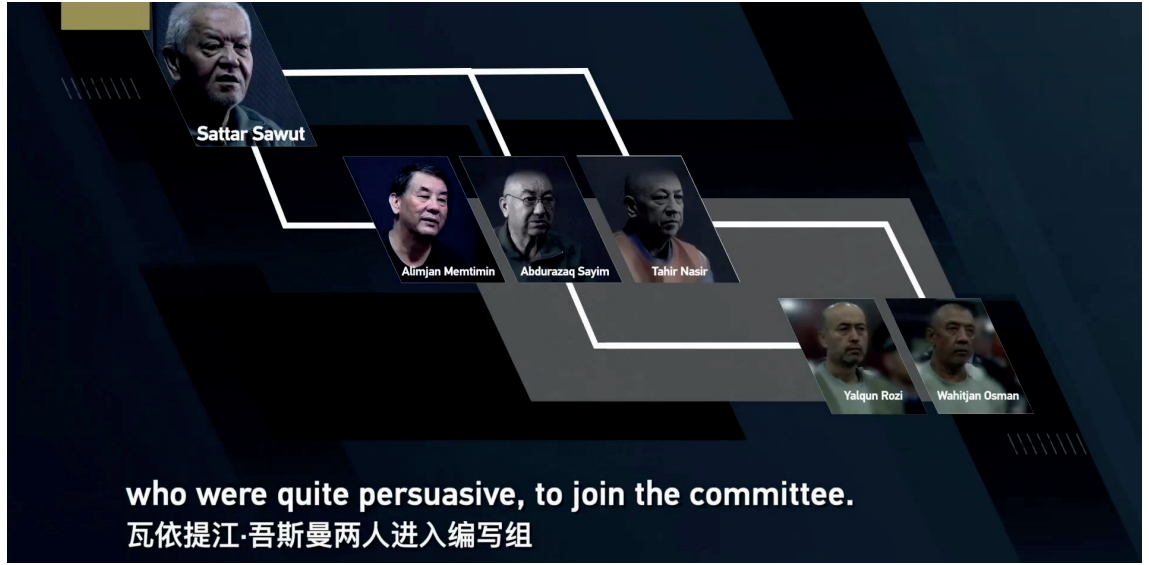 Sattar Sawut
Alimjan Memtimin
Abdurazaq Sayim
Tahir Nasir
Yalqun Rozi
Wahitjan Osman
who were quite persuasive, to join the committee.
瓦依提江·吾斯曼两人进入编写组